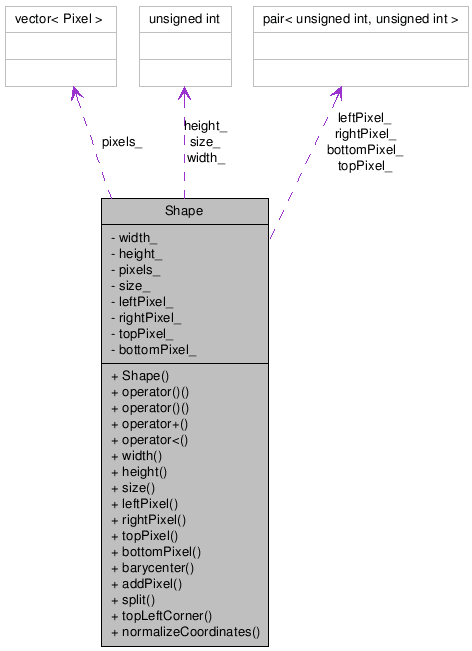 vector< Pixel >
unsigned int
pair< unsigned int, unsigned int >
pixels_
height_
size_
width_
leftPixel_
rightPixel_
bottomPixel_
topPixel_
Shape
- width_
- height_
- pixels_
- size_
- leftPixel_
- rightPixel_
- topPixel_
- bottomPixel_
+ Shape()
+ operator()()
+ operator()()
+ operator+()
+ operator<()
+ width()
+ height()
+ size()
+ leftPixel()
+ rightPixel()
+ topPixel()
+ bottomPixel()
+ barycenter()
+ addPixel()
+ split()
+ topLeftCorner()
+ normalizeCoordinates()